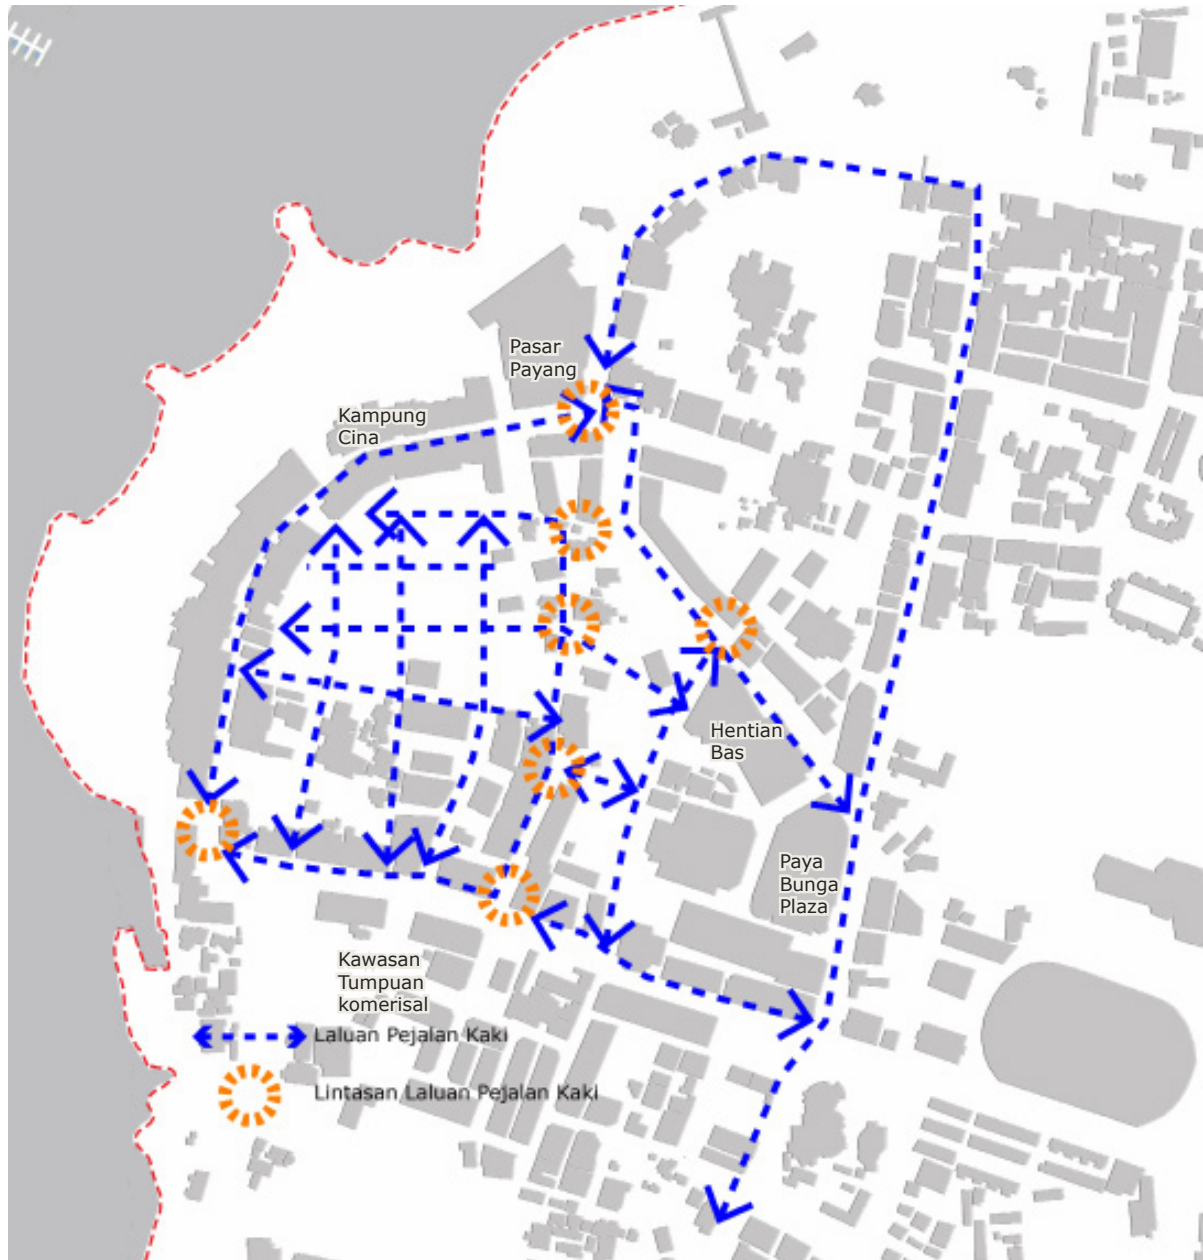 Pasar
Payang
Kampung
Cina
Hentian
Bas
Paya
Bunga
Plaza
Kawasan
Tumpuan
komerisal
Laluan Pejalan Kaki
Lintasan Laluan Pejalan Kaki